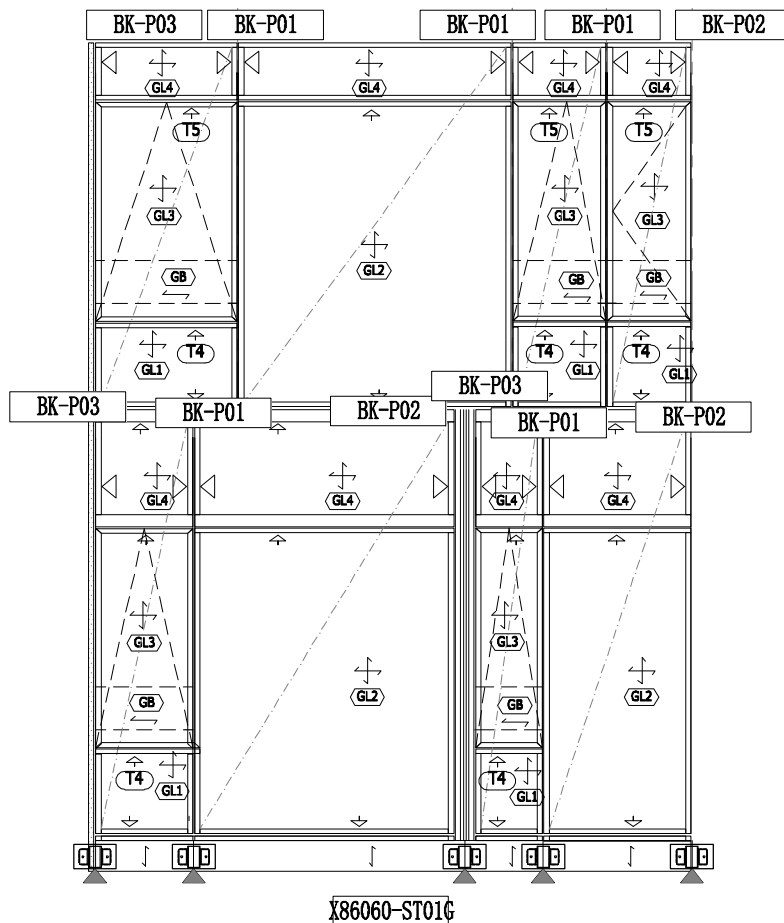 BK-P03 BK-P01 BK-P01 BK-P01 BK-P02
GL4 GL4 GL4 GL4
T5 T5 T5
GL3 GL2 GL3 GL3
GB GB GB
T4 T4 T4
GL1 GL1 GL1
BK-P03 BK-P01 BK-P02 BK-P03 BK-P01 BK-P02
GL4 GL4 GL4 GL4
GL3 GL2 GL3 GL2
GB GB
T4 T4
GL1 GL1
X86060-ST01G